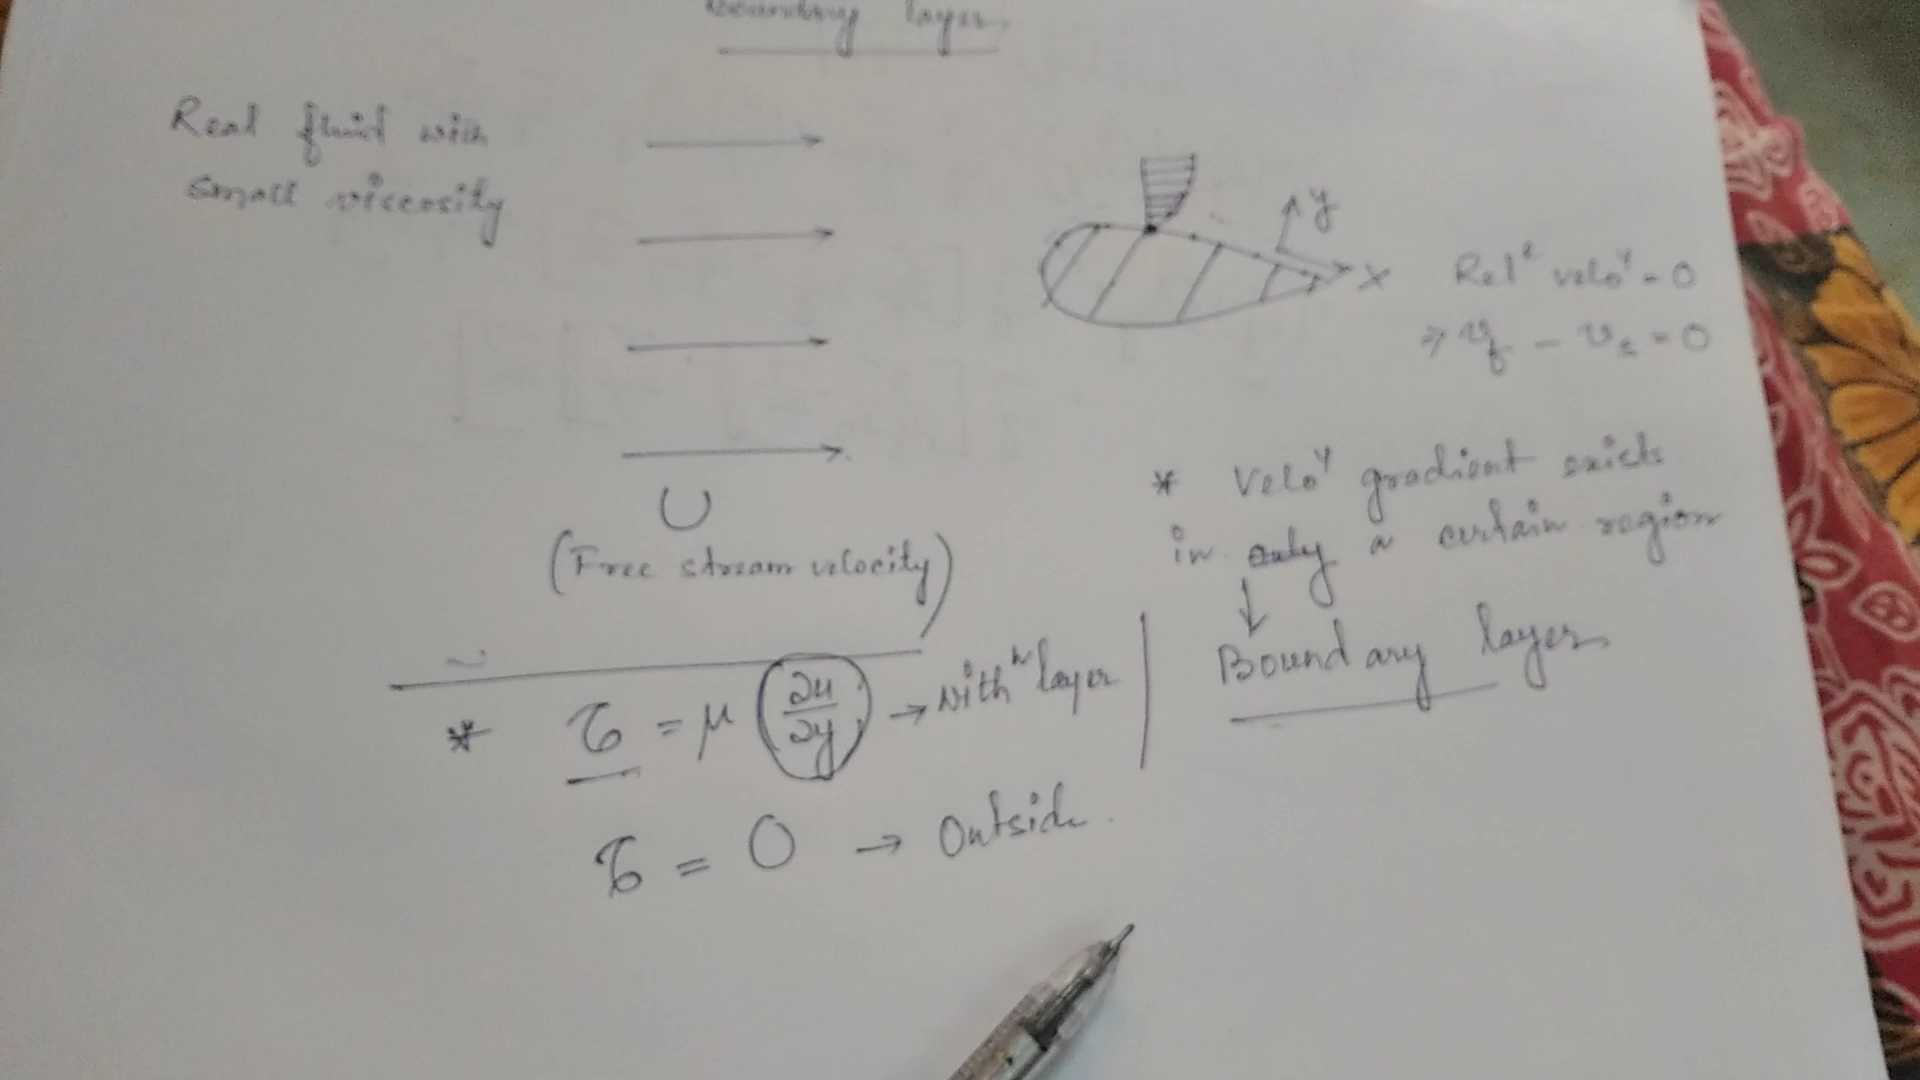 Boundary layer
Real fluid with
small viscosity
y
x
Rel^e velo^y = 0
⇒ v_f - v_s = 0
U
(Free stream velocity)
* Velo^y gradient exists
in only a certain region
↓
Boundary layer
* τ = μ (∂u/∂y) → with^n layer
τ = 0 → Outside.